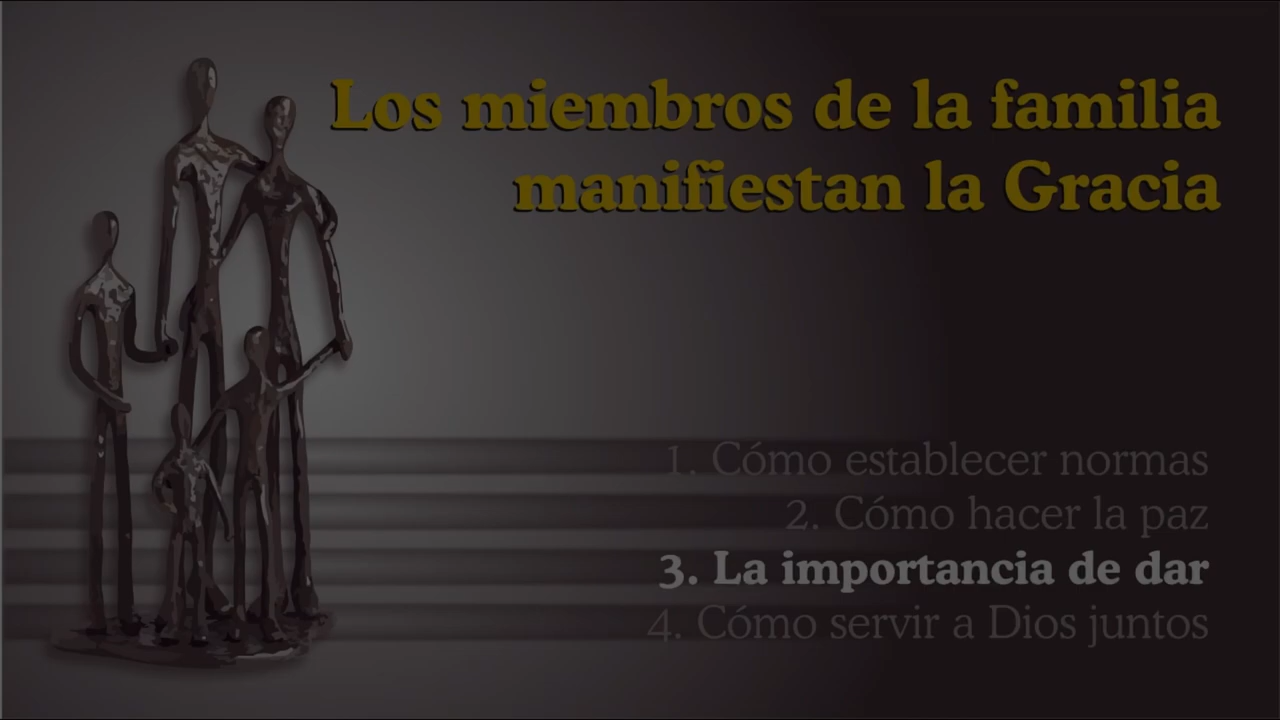 Los miembros de la familia
manifiestan la Gracia
1. Cómo establecer normas
2. Cómo hacer la paz
3. La importancia de dar
4. Cómo servir a Dios juntos